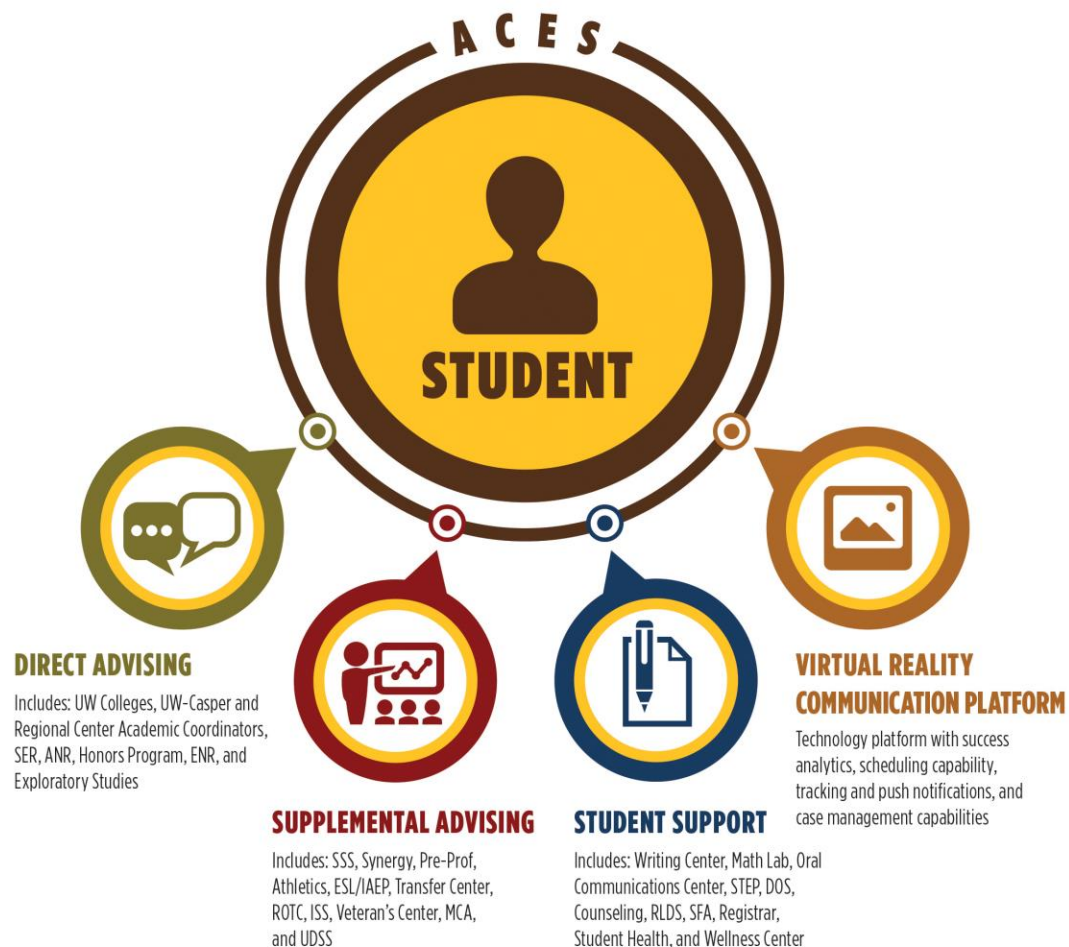 ACES
STUDENT
DIRECT ADVISING
Includes: UW Colleges, UW-Casper and
Regional Center Academic Coordinators,
SER, ANR, Honors Program, ENR, and
Exploratory Studies
SUPPLEMENTAL ADVISING
Includes: SSS, Synergy, Pre-Prof,
Athletics, ESL/IAEP, Transfer Center,
ROTC, ISS, Veteran's Center, MCA,
and UDSS
STUDENT SUPPORT
Includes: Writing Center, Math Lab, Oral
Communications Center, STEP, DOS,
Counseling, RLDS, SFA, Registrar,
Student Health, and Wellness Center
VIRTUAL REALITY
COMMUNICATION PLATFORM
Technology platform with success
analytics, scheduling capability,
tracking and push notifications, and
case management capabilities